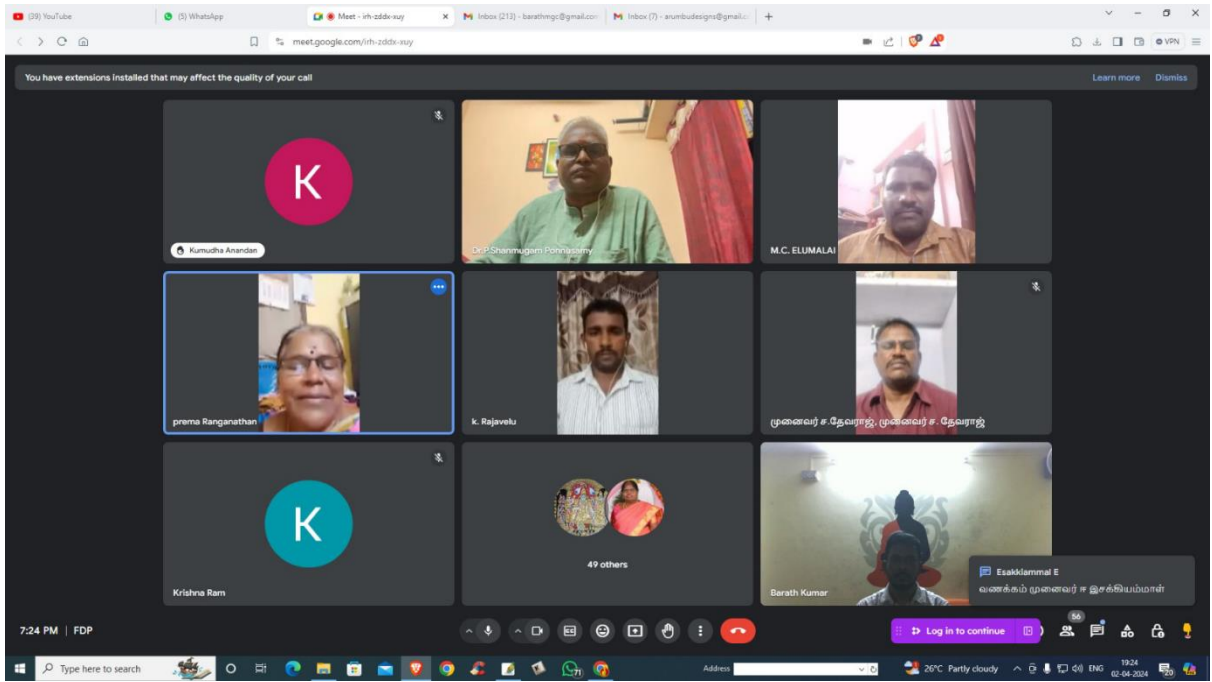 (39) YouTube
(5) WhatsApp
Meet - irh-zddx-xuy
Inbox (213) - barathmgc@gmail.com
Inbox (7) - arumbudesigns@gmail.c
meet.google.com/irh-zddx-xuy
VPN
You have extensions installed that may affect the quality of your call
Learn more
Dismiss
K
Kumudha Anandan
Dr.P.Shanmugam Ponnusamy
M.C. ELUMALAI
prema Ranganathan
k. Rajavelu
முனைவர் ச.தேவராஜ், முனைவர் ச. தேவராஜ்
K
Krishna Ram
49 others
Barath Kumar
Esakkiammal E
வணக்கம் முனைவர் ஈ இசக்கியம்மாள்
7:24 PM | FDP
Log in to continue
56
Type here to search
71
Address
26°C Partly cloudy
ENG
19:24
02-04-2024
20